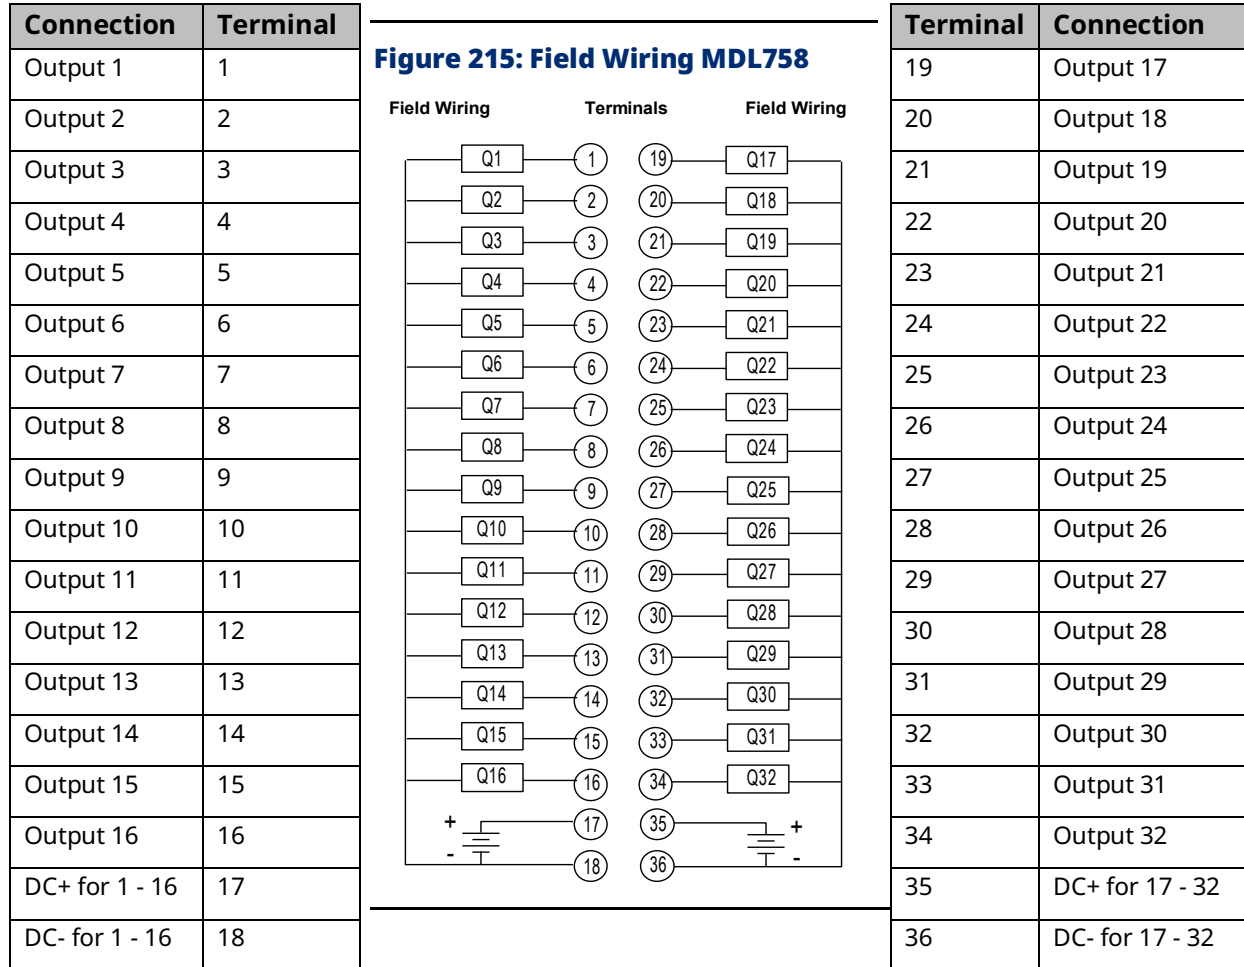 Connection Terminal
Output 1 1
Output 2 2
Output 3 3
Output 4 4
Output 5 5
Output 6 6
Output 7 7
Output 8 8
Output 9 9
Output 10 10
Output 11 11
Output 12 12
Output 13 13
Output 14 14
Output 15 15
Output 16 16
DC+ for 1 - 16 17
DC- for 1 - 16 18
Figure 215: Field Wiring MDL758
Field Wiring Terminals Field Wiring
Q1 1 19 Q17
Q2 2 20 Q18
Q3 3 21 Q19
Q4 4 22 Q20
Q5 5 23 Q21
Q6 6 24 Q22
Q7 7 25 Q23
Q8 8 26 Q24
Q9 9 27 Q25
Q10 10 28 Q26
Q11 11 29 Q27
Q12 12 30 Q28
Q13 13 31 Q29
Q14 14 32 Q30
Q15 15 33 Q31
Q16 16 34 Q32
+ 17 35 +
- 18 36 -
Terminal Connection
19 Output 17
20 Output 18
21 Output 19
22 Output 20
23 Output 21
24 Output 22
25 Output 23
26 Output 24
27 Output 25
28 Output 26
29 Output 27
30 Output 28
31 Output 29
32 Output 30
33 Output 31
34 Output 32
35 DC+ for 17 - 32
36 DC- for 17 - 32